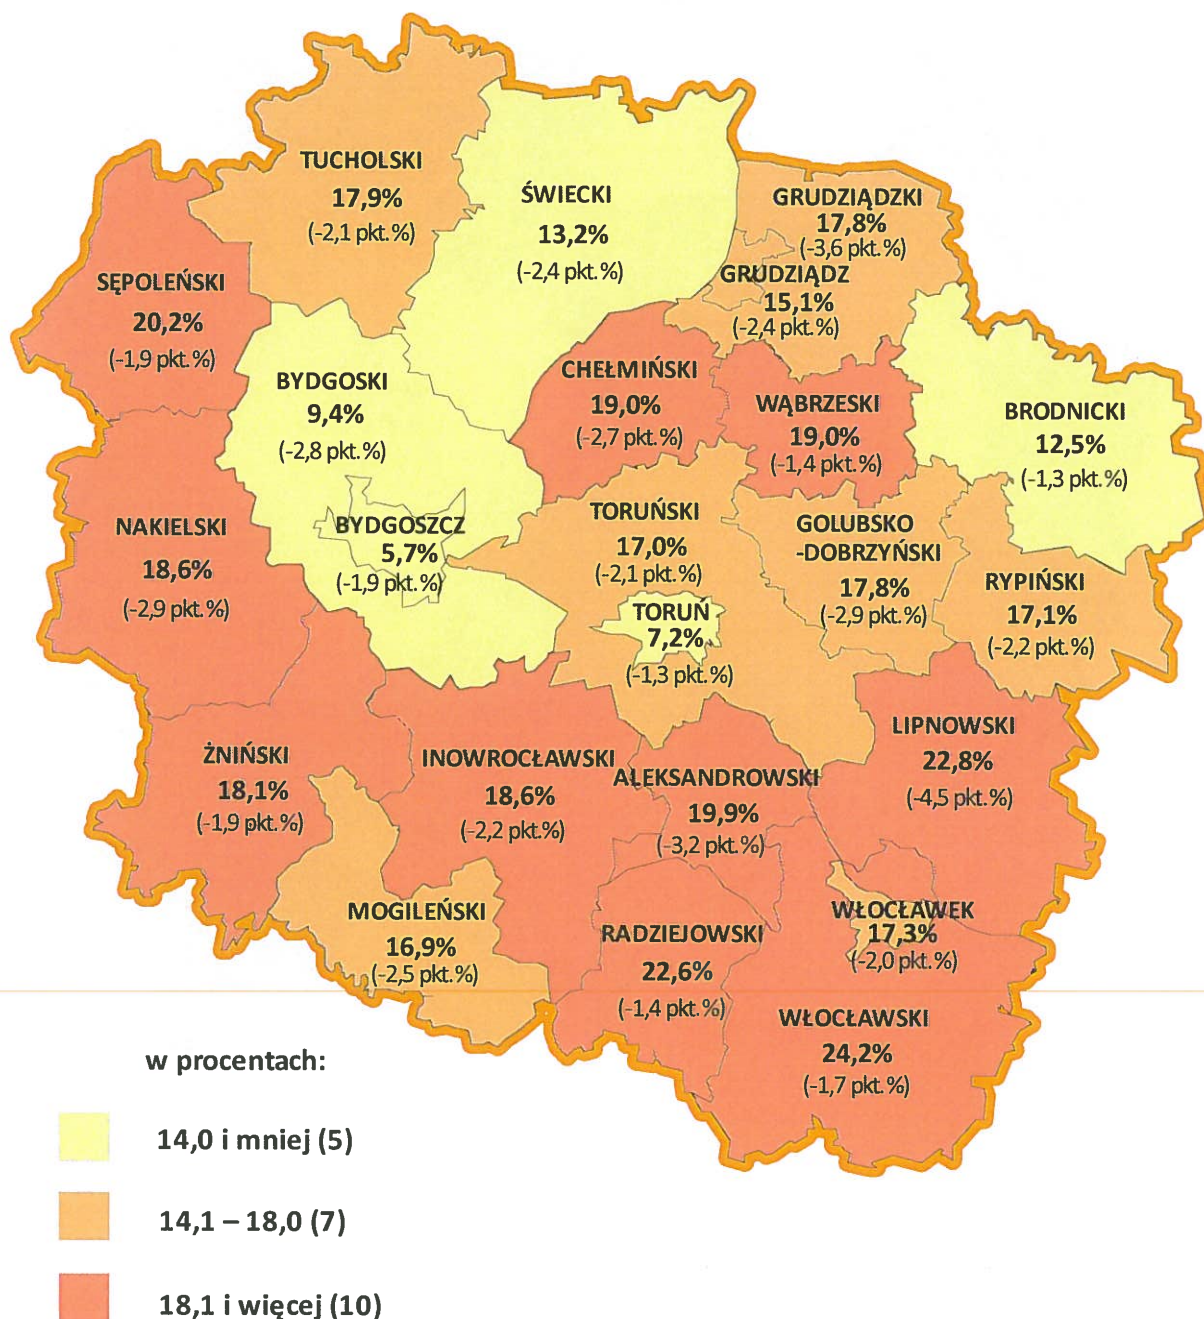 TUCHOLSKI
17,9%
(-2,1 pkt.%)
ŚWIECKI
13,2%
(-2,4 pkt.%)
GRUDZIĄDZKI
17,8%
(-3,6 pkt.%)
GRUDZIĄDZ
15,1%
(-2,4 pkt.%)
SĘPOLEŃSKI
20,2%
(-1,9 pkt.%)
BYDGOSKI
9,4%
(-2,8 pkt.%)
CHEŁMIŃSKI
19,0%
(-2,7 pkt.%)
WĄBRZESKI
19,0%
(-1,4 pkt.%)
BRODNICKI
12,5%
(-1,3 pkt.%)
NAKIELSKI
18,6%
(-2,9 pkt.%)
BYDGOSZCZ
5,7%
(-1,9 pkt.%)
TORUŃSKI
17,0%
(-2,1 pkt.%)
GOLUBSKO
-DOBRZYŃSKI
17,8%
(-2,9 pkt.%)
RYPIŃSKI
17,1%
(-2,2 pkt.%)
TORUŃ
7,2%
(-1,3 pkt.%)
ŻNIŃSKI
18,1%
(-1,9 pkt.%)
INOWROCŁAWSKI
18,6%
(-2,2 pkt.%)
ALEKSANDROWSKI
19,9%
(-3,2 pkt.%)
LIPNOWSKI
22,8%
(-4,5 pkt.%)
MOGILEŃSKI
16,9%
(-2,5 pkt.%)
RADZIEJOWSKI
22,6%
(-1,4 pkt.%)
WŁOCŁAWEK
17,3%
(-2,0 pkt.%)
WŁOCŁAWSKI
24,2%
(-1,7 pkt.%)
w procentach:
14,0 i mniej (5)
14,1 – 18,0 (7)
18,1 i więcej (10)